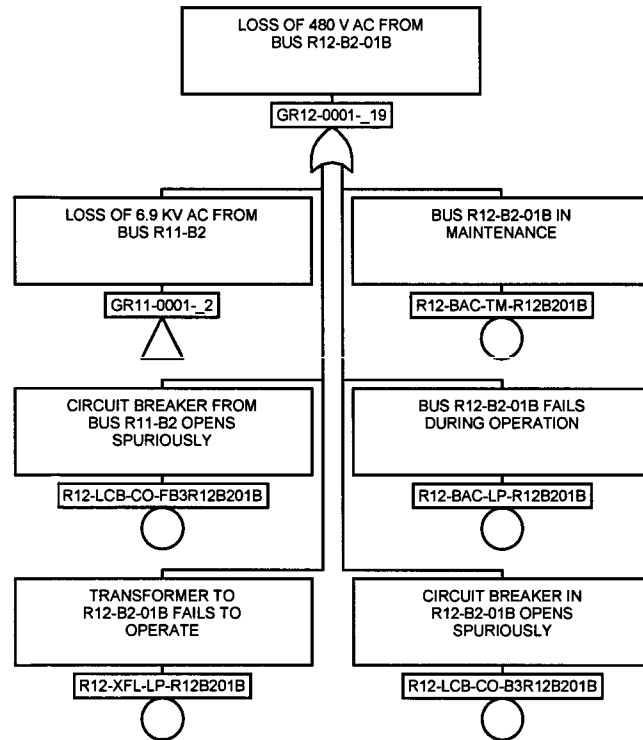 LOSS OF 480 V AC FROM
BUS R12-B2-01B
GR12-0001-_19
LOSS OF 6.9 KV AC FROM
BUS R11-B2
GR11-0001-_2
BUS R12-B2-01B IN
MAINTENANCE
R12-BAC-TM-R12B201B
CIRCUIT BREAKER FROM
BUS R11-B2 OPENS
SPURIOUSLY
R12-LCB-CO-FB3R12B201B
BUS R12-B2-01B FAILS
DURING OPERATION
R12-BAC-LP-R12B201B
TRANSFORMER TO
R12-B2-01B FAILS TO
OPERATE
R12-XFL-LP-R12B201B
CIRCUIT BREAKER IN
R12-B2-01B OPENS
SPURIOUSLY
R12-LCB-CO-B3R12B201B